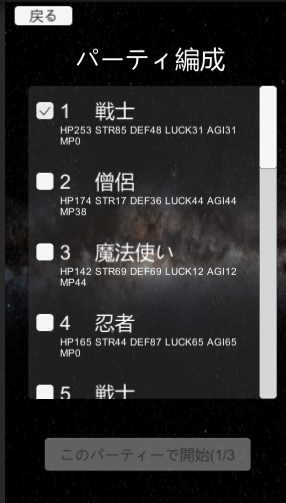 戻る
パーティ編成
1 戦士
HP253 STR85 DEF48 LUCK31 AGI31
MP0
2 僧侶
HP174 STR17 DEF36 LUCK44 AGI44
MP38
3 魔法使い
HP142 STR69 DEF69 LUCK12 AGI12
MP44
4 忍者
HP165 STR44 DEF87 LUCK65 AGI65
MP0
5 戦士
このパーティーで開始(1/3